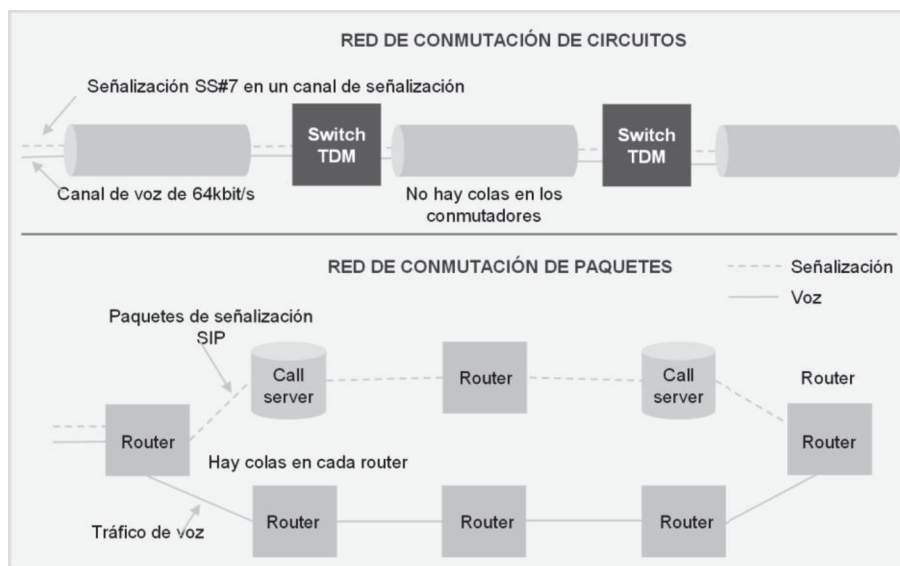 RED DE CONMUTACIÓN DE CIRCUITOS
Señalización SS#7 en un canal de señalización
Switch
TDM
Switch
TDM
Canal de voz de 64kbit/s
No hay colas en los
conmutadores
RED DE CONMUTACIÓN DE PAQUETES
Señalización
Voz
Paquetes de señalización
SIP
Call
server
Router
Call
server
Router
Router
Router
Hay colas en cada router
Tráfico de voz
Router
Router
Router